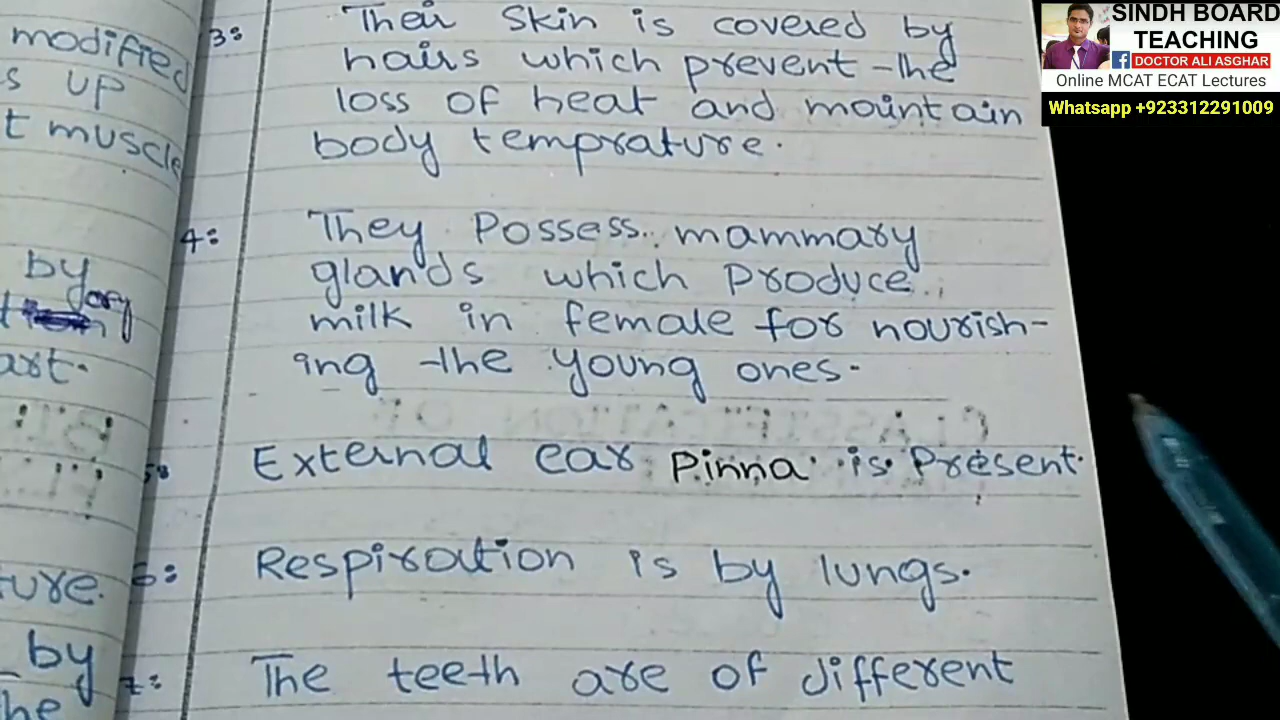 modified
s up
t muscle
by
ory
art.
ture.
by
he
3:
Their Skin is covered by
hairs which prevent the
loss of heat and maintain
body temprature.
4:
They Possess mammary
glands which Produce
milk in female for nourish-
ing the young ones.
5:
External ear Pinna is Present.
6:
Respiration is by lungs.
7:
The teeth are of different
SINDH BOARD
TEACHING
f DOCTOR ALI ASGHAR
Online MCAT ECAT Lectures
Whatsapp +923312291009